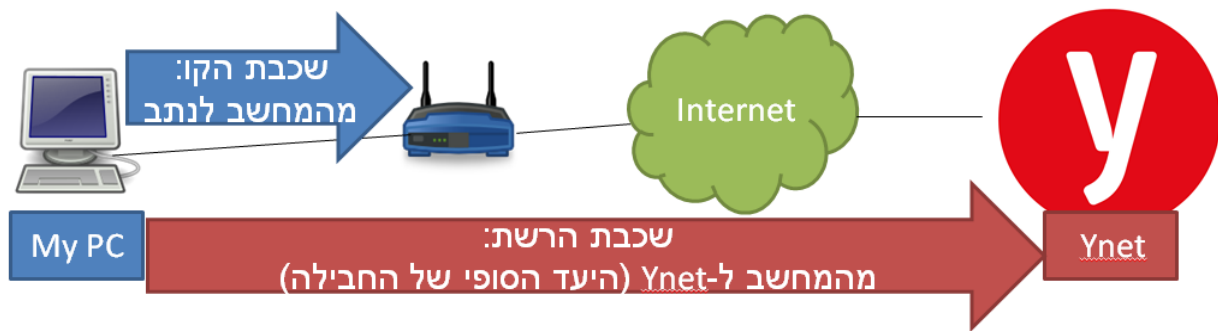 שכבת הקו:
מהמחשב לנתב
Internet
y
My PC
שכבת הרשת:
מהמחשב ל-Ynet (היעד הסופי של החבילה)
Ynet